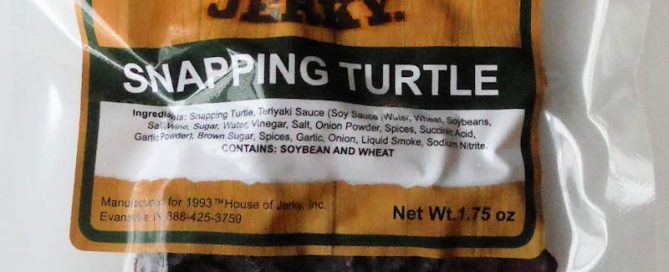 JERKY.
SNAPPING TURTLE
Ingredients: Snapping Turtle, Teriyaki Sauce (Soy Sauce (Water, Wheat, Soybeans,
Salt, Wine, Sugar, Water, Vinegar, Salt, Onion Powder, Spices, Succinic Acid,
Garlic Powder), Brown Sugar, Spices, Garlic, Onion, Liquid Smoke, Sodium Nitrite.
CONTAINS: SOYBEAN AND WHEAT
Manufactured for 1993™House of Jerky, Inc.
Evansville, IN 888-425-3759
Net Wt.1.75 oz